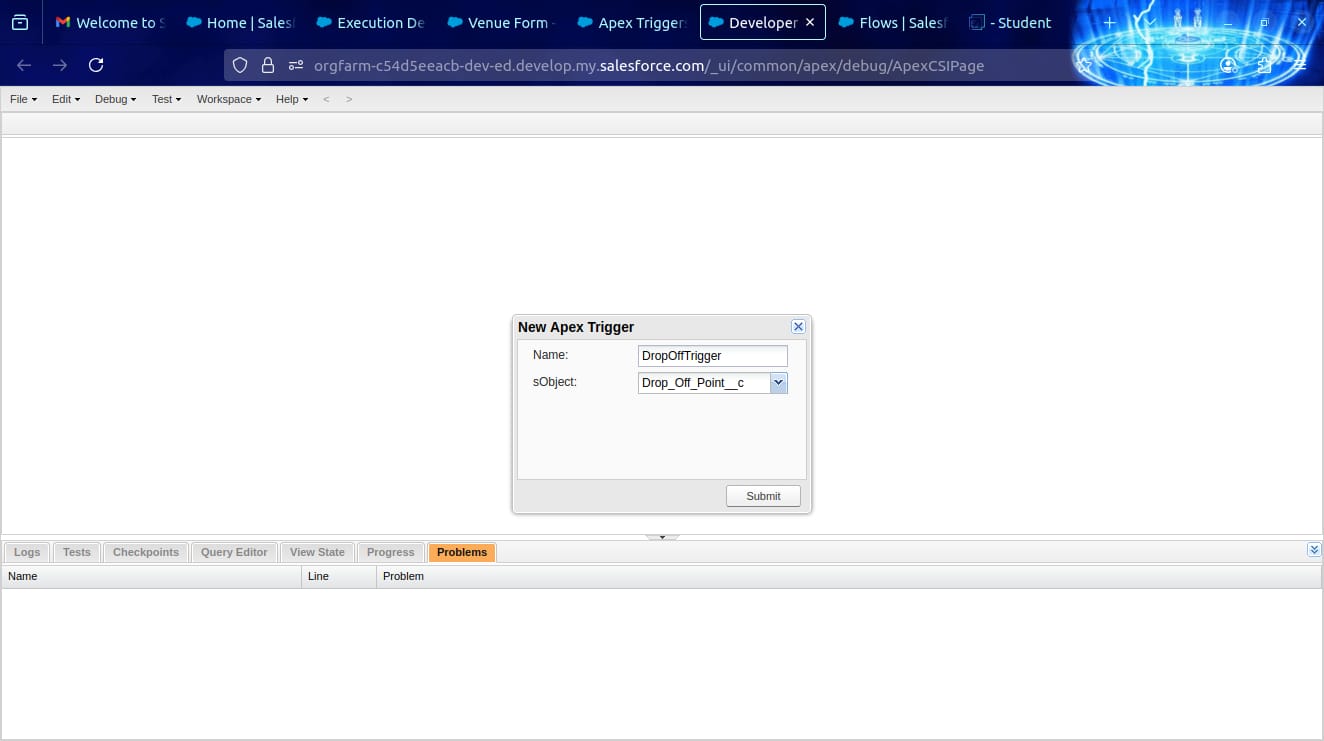 Welcome to S
Home | Sales
Execution De
Venue Form -
Apex Trigger
Developer
Flows | Sales
- Student
orgfarm-c54d5eeacb-dev-ed.develop.my.salesforce.com/_ui/common/apex/debug/ApexCSIPage
File Edit Debug Test Workspace Help < >
New Apex Trigger
Name: DropOffTrigger
sObject: Drop_Off_Point__c
Submit
Logs Tests Checkpoints Query Editor View State Progress Problems
Name Line Problem